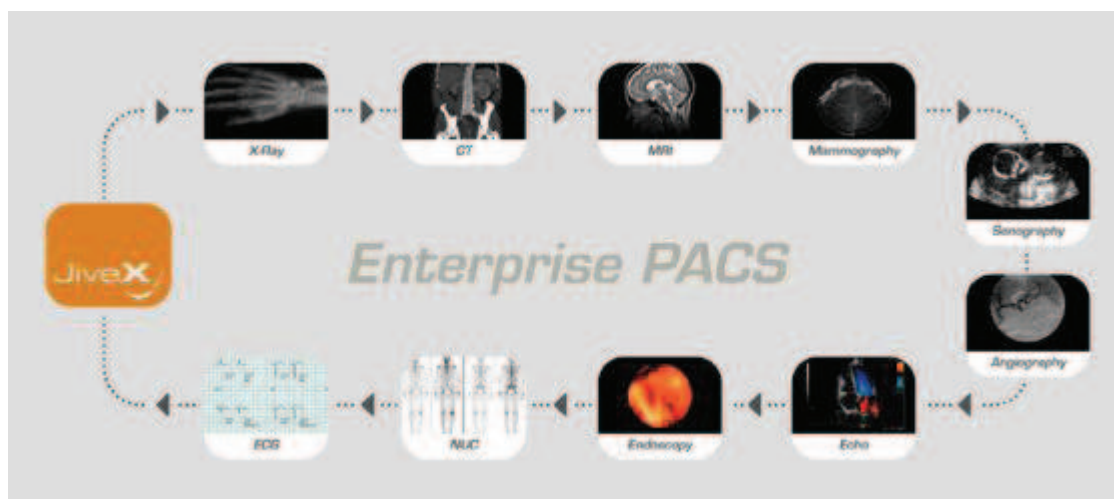 X-Ray
CT
MRI
Mammography
Sonography
JiveX
Enterprise PACS
Angiography
ECG
NUC
Endoscopy
Echo